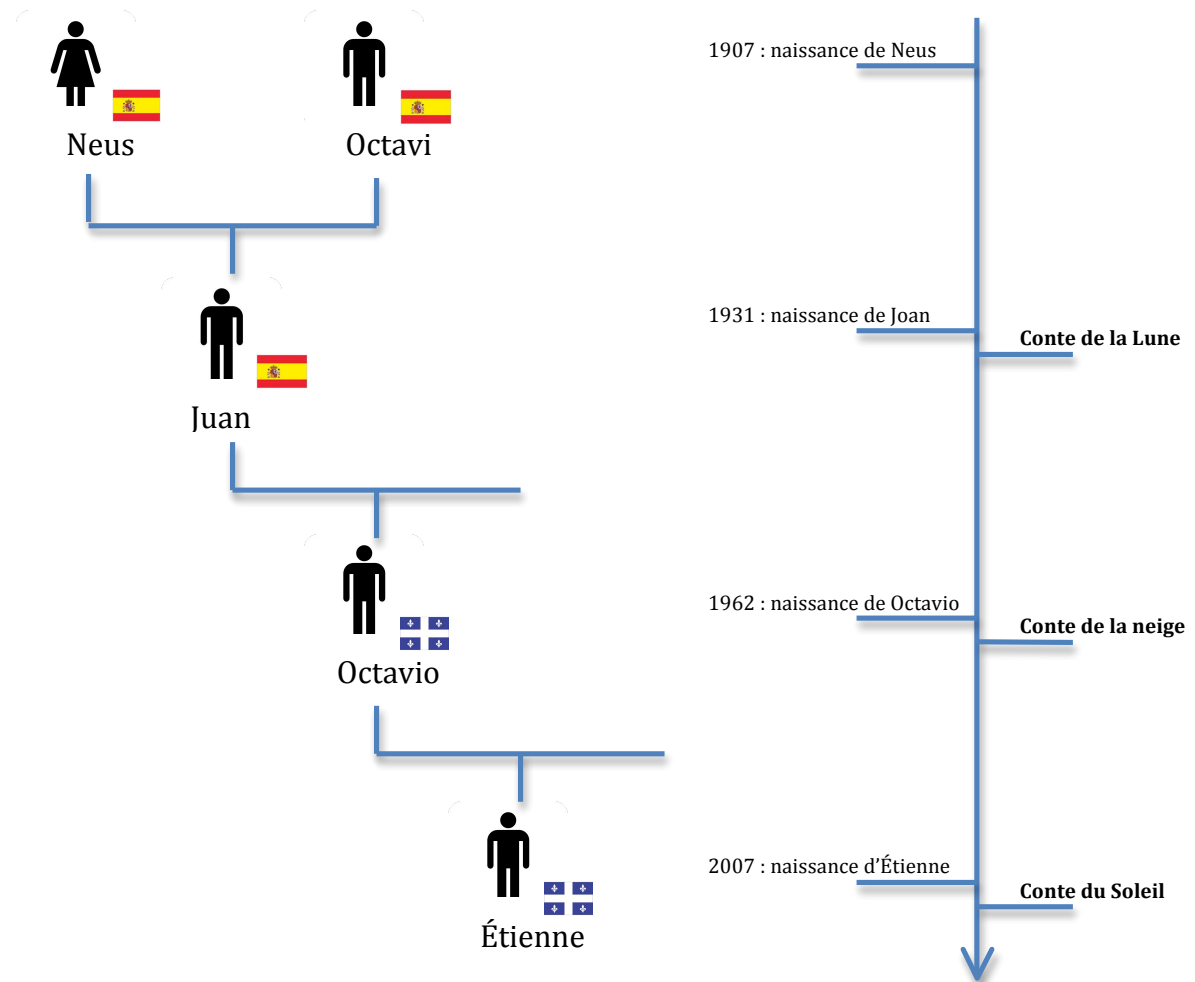 Neus
Octavi
Juan
Octavio
Étienne
1907 : naissance de Neus
1931 : naissance de Joan
Conte de la Lune
1962 : naissance de Octavio
Conte de la neige
2007 : naissance d’Étienne
Conte du Soleil